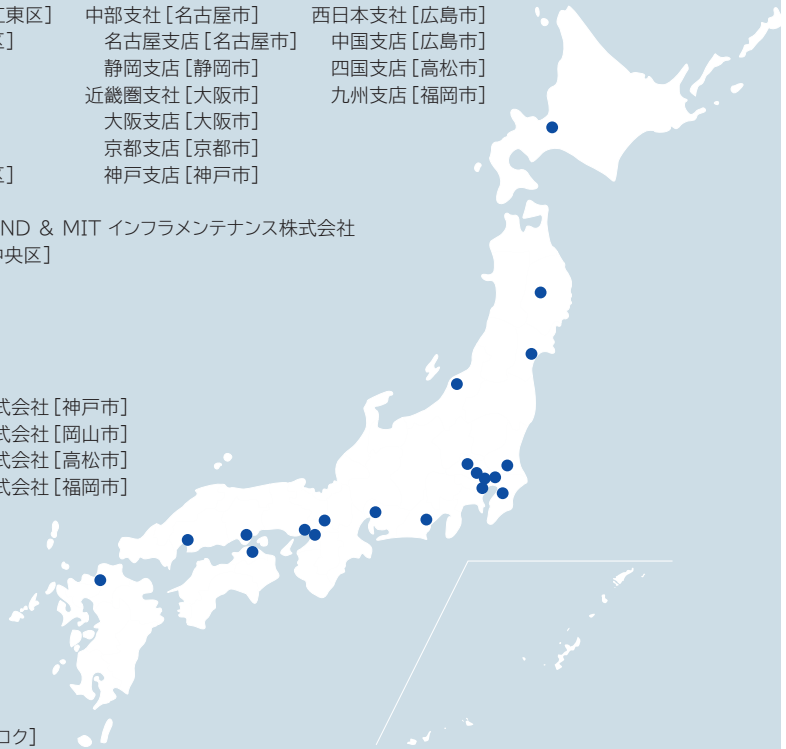 江東区] 中部支社[名古屋市] 西日本支社[広島市]
区] 名古屋支店[名古屋市] 中国支店[広島市]
静岡支店[静岡市] 四国支店[高松市]
近畿圏支社[大阪市] 九州支店[福岡市]
大阪支店[大阪市]
京都支店[京都市]
区] 神戸支店[神戸市]
ND & MIT インフラメンテナンス株式会社
中央区]
式会社[神戸市]
式会社[岡山市]
式会社[高松市]
式会社[福岡市]
コク]